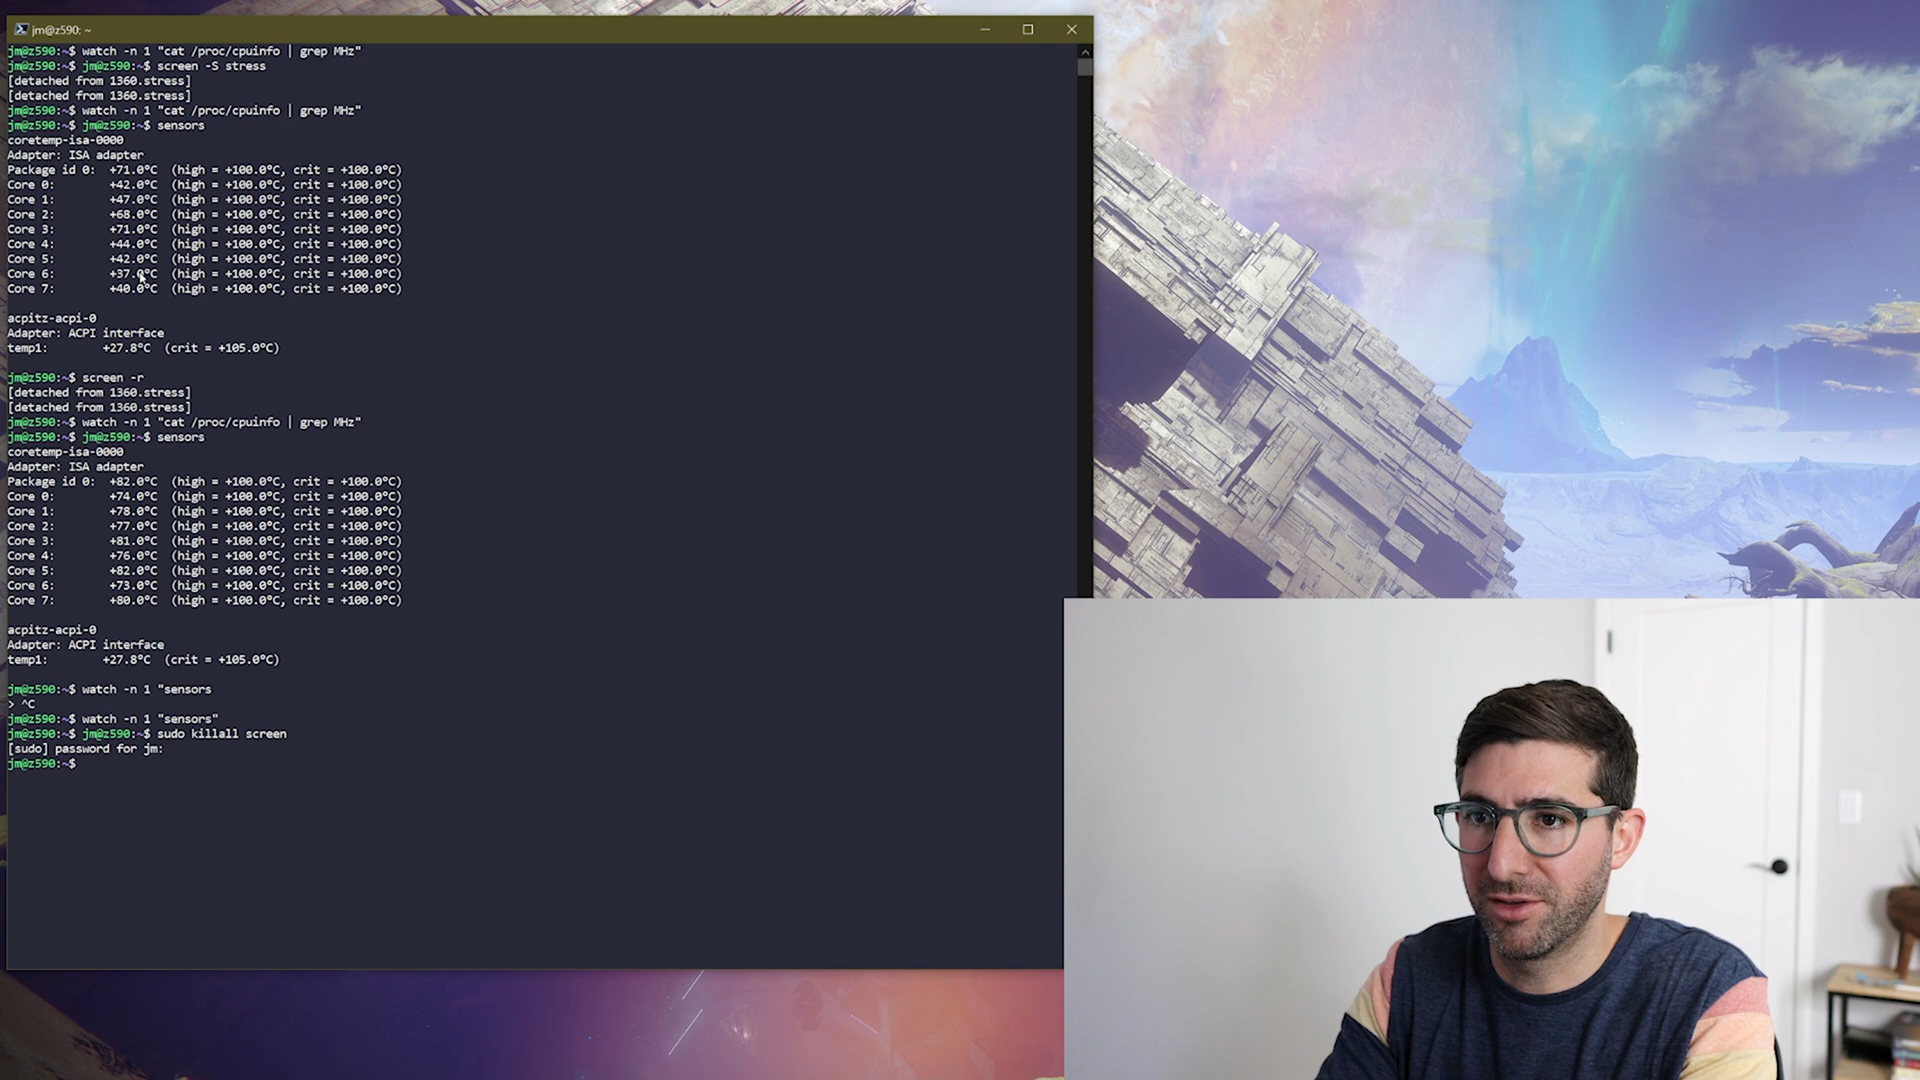 jm@z590: ~
jm@z590:~$ watch -n 1 "cat /proc/cpuinfo | grep MHz"
jm@z590:~$ jm@z590:~$ screen -S stress
[detached from 1360.stress]
[detached from 1360.stress]
jm@z590:~$ watch -n 1 "cat /proc/cpuinfo | grep MHz"
jm@z590:~$ jm@z590:~$ sensors
coretemp-isa-0000
Adapter: ISA adapter
Package id 0:  +71.0°C  (high = +100.0°C, crit = +100.0°C)
Core 0:        +42.0°C  (high = +100.0°C, crit = +100.0°C)
Core 1:        +47.0°C  (high = +100.0°C, crit = +100.0°C)
Core 2:        +68.0°C  (high = +100.0°C, crit = +100.0°C)
Core 3:        +71.0°C  (high = +100.0°C, crit = +100.0°C)
Core 4:        +44.0°C  (high = +100.0°C, crit = +100.0°C)
Core 5:        +42.0°C  (high = +100.0°C, crit = +100.0°C)
Core 6:        +37.0°C  (high = +100.0°C, crit = +100.0°C)
Core 7:        +40.0°C  (high = +100.0°C, crit = +100.0°C)
acpitz-acpi-0
Adapter: ACPI interface
temp1:        +27.8°C  (crit = +105.0°C)
jm@z590:~$ screen -r
[detached from 1360.stress]
[detached from 1360.stress]
jm@z590:~$ watch -n 1 "cat /proc/cpuinfo | grep MHz"
jm@z590:~$ jm@z590:~$ sensors
coretemp-isa-0000
Adapter: ISA adapter
Package id 0:  +82.0°C  (high = +100.0°C, crit = +100.0°C)
Core 0:        +74.0°C  (high = +100.0°C, crit = +100.0°C)
Core 1:        +78.0°C  (high = +100.0°C, crit = +100.0°C)
Core 2:        +77.0°C  (high = +100.0°C, crit = +100.0°C)
Core 3:        +81.0°C  (high = +100.0°C, crit = +100.0°C)
Core 4:        +76.0°C  (high = +100.0°C, crit = +100.0°C)
Core 5:        +82.0°C  (high = +100.0°C, crit = +100.0°C)
Core 6:        +73.0°C  (high = +100.0°C, crit = +100.0°C)
Core 7:        +80.0°C  (high = +100.0°C, crit = +100.0°C)
acpitz-acpi-0
Adapter: ACPI interface
temp1:        +27.8°C  (crit = +105.0°C)
jm@z590:~$ watch -n 1 "sensors
> ^C
jm@z590:~$ watch -n 1 "sensors"
jm@z590:~$ jm@z590:~$ sudo killall screen
[sudo] password for jm:
jm@z590:~$